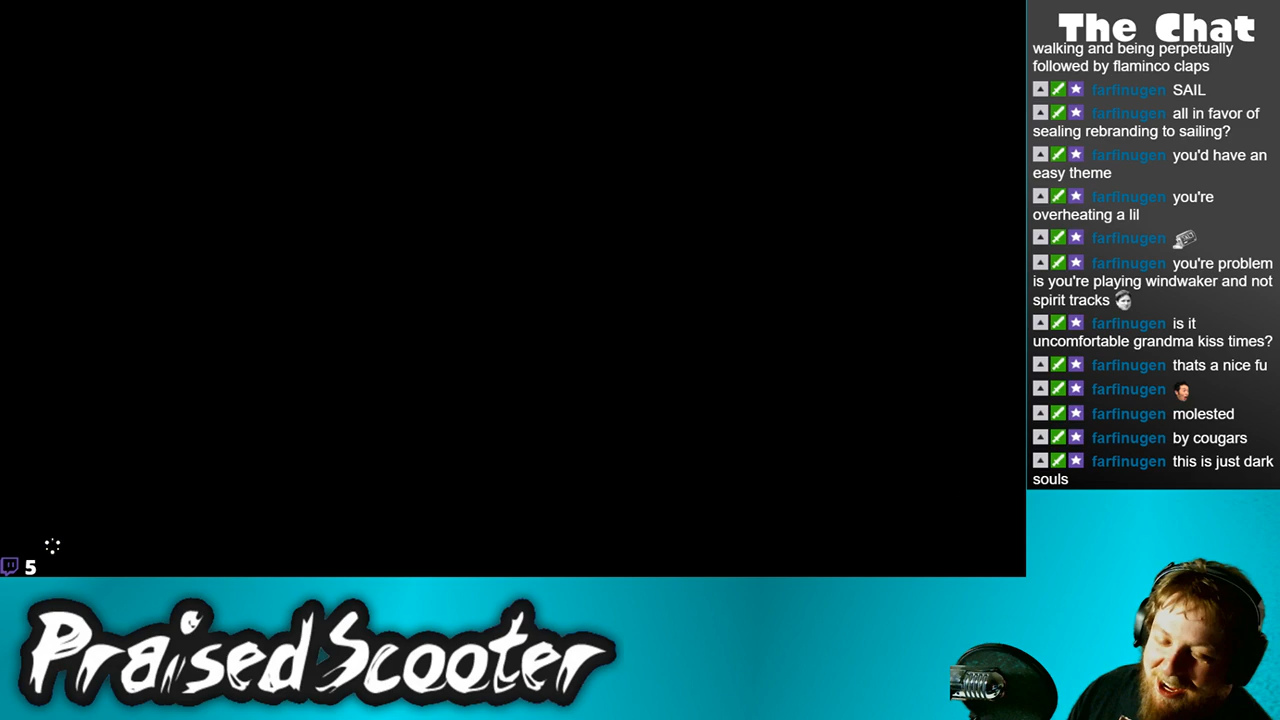 The Chat
walking and being perpetually
followed by flaminco claps
farfinugen SAIL
farfinugen all in favor of
sealing rebranding to sailing?
farfinugen you'd have an
easy theme
farfinugen you're
overheating a lil
farfinugen
farfinugen you're problem
is you're playing windwaker and not
spirit tracks
farfinugen is it
uncomfortable grandma kiss times?
farfinugen thats a nice fu
farfinugen
farfinugen molested
farfinugen by cougars
farfinugen this is just dark
souls
5
PraisedScooter